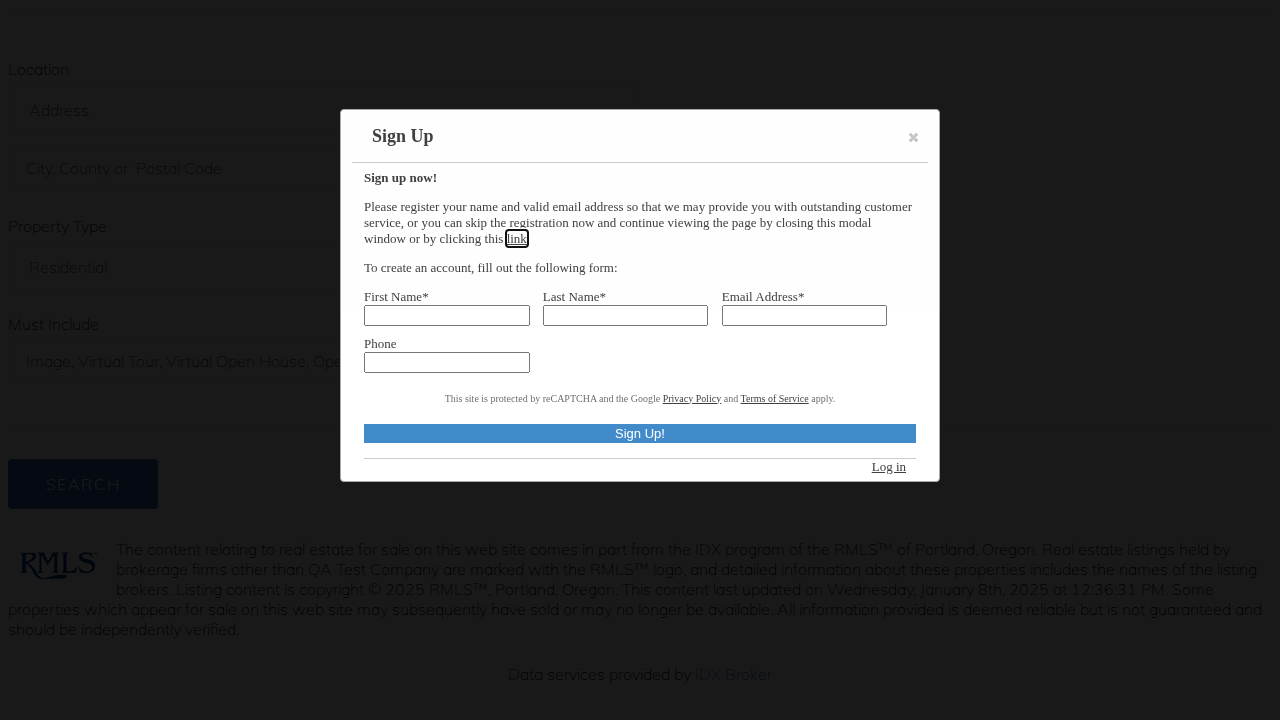 Location
Address
City, County or  Postal Code
Property Type
Residential
Must Include
Image, Virtual Tour, Virtual Open House, Ope
Sign Up
Sign up now!
Please register your name and valid email address so that we may provide you with outstanding customer
service, or you can skip the registration now and continue viewing the page by closing this modal
window or by clicking this link
To create an account, fill out the following form:
First Name* Last Name* Email Address*
Phone
This site is protected by reCAPTCHA and the Google Privacy Policy and Terms of Service apply.
Sign Up!
Log in
SEARCH
RMLS The content relating to real estate for sale on this web site comes in part from the IDX program of the RMLS™ of Portland, Oregon. Real estate listings held by
brokerage firms other than QA Test Company are marked with the RMLS™ logo, and detailed information about these properties includes the names of the listing
brokers. Listing content is copyright © 2025 RMLS™, Portland, Oregon. This content last updated on Wednesday, January 8th, 2025 at 12:36:31 PM. Some
properties which appear for sale on this web site may subsequently have sold or may no longer be available. All information provided is deemed reliable but is not guaranteed and
should be independently verified.
Data services provided by IDX Broker